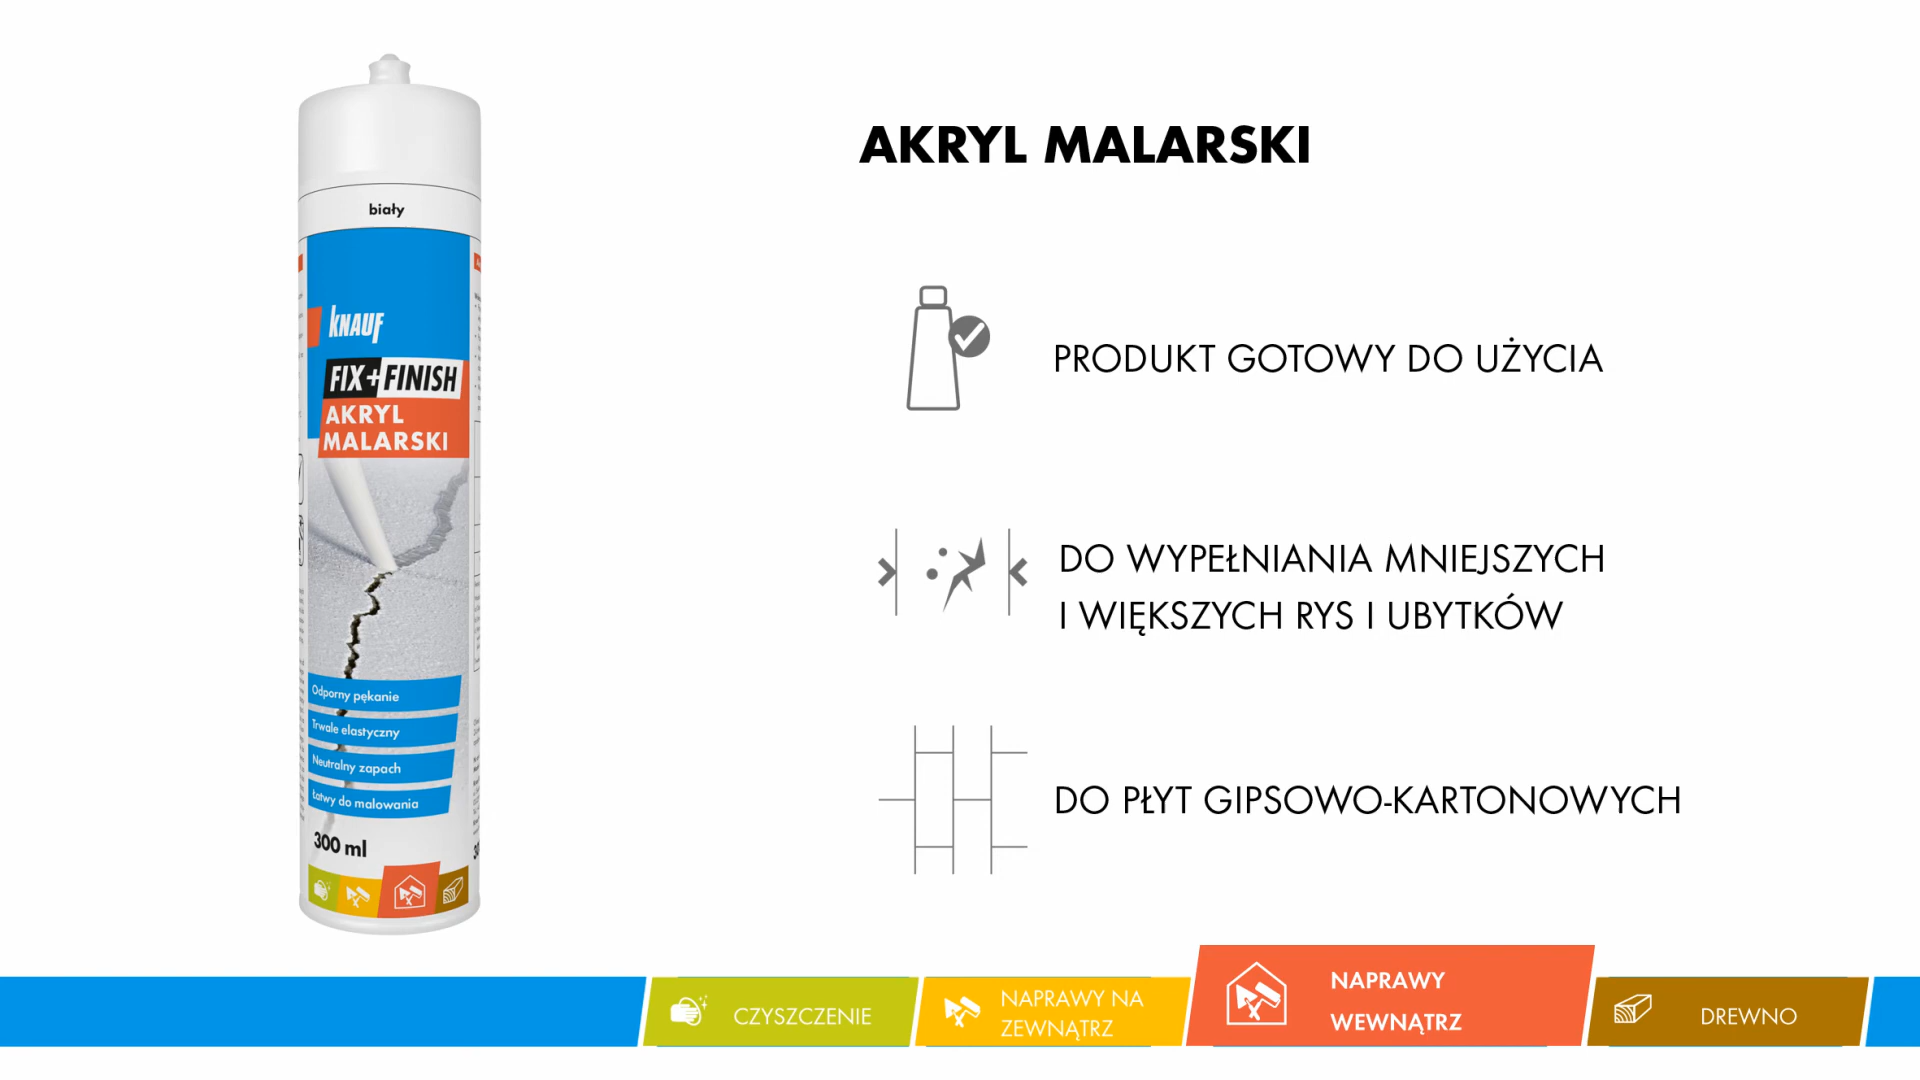 AKRYL MALARSKI
biały
KNAUF
FIX+FINISH
AKRYL
MALARSKI
Odporny pękanie
Trwale elastyczny
Neutralny zapach
Łatwy do malowania
300 ml
PRODUKT GOTOWY DO UŻYCIA
DO WYPEŁNIANIA MNIEJSZYCH
I WIĘKSZYCH RYS I UBYTKÓW
DO PŁYT GIPSOWO-KARTONOWYCH
CZYSZCZENIE
NAPRAWY NA
ZEWNĄTRZ
NAPRAWY
WEWNĄTRZ
DREWNO